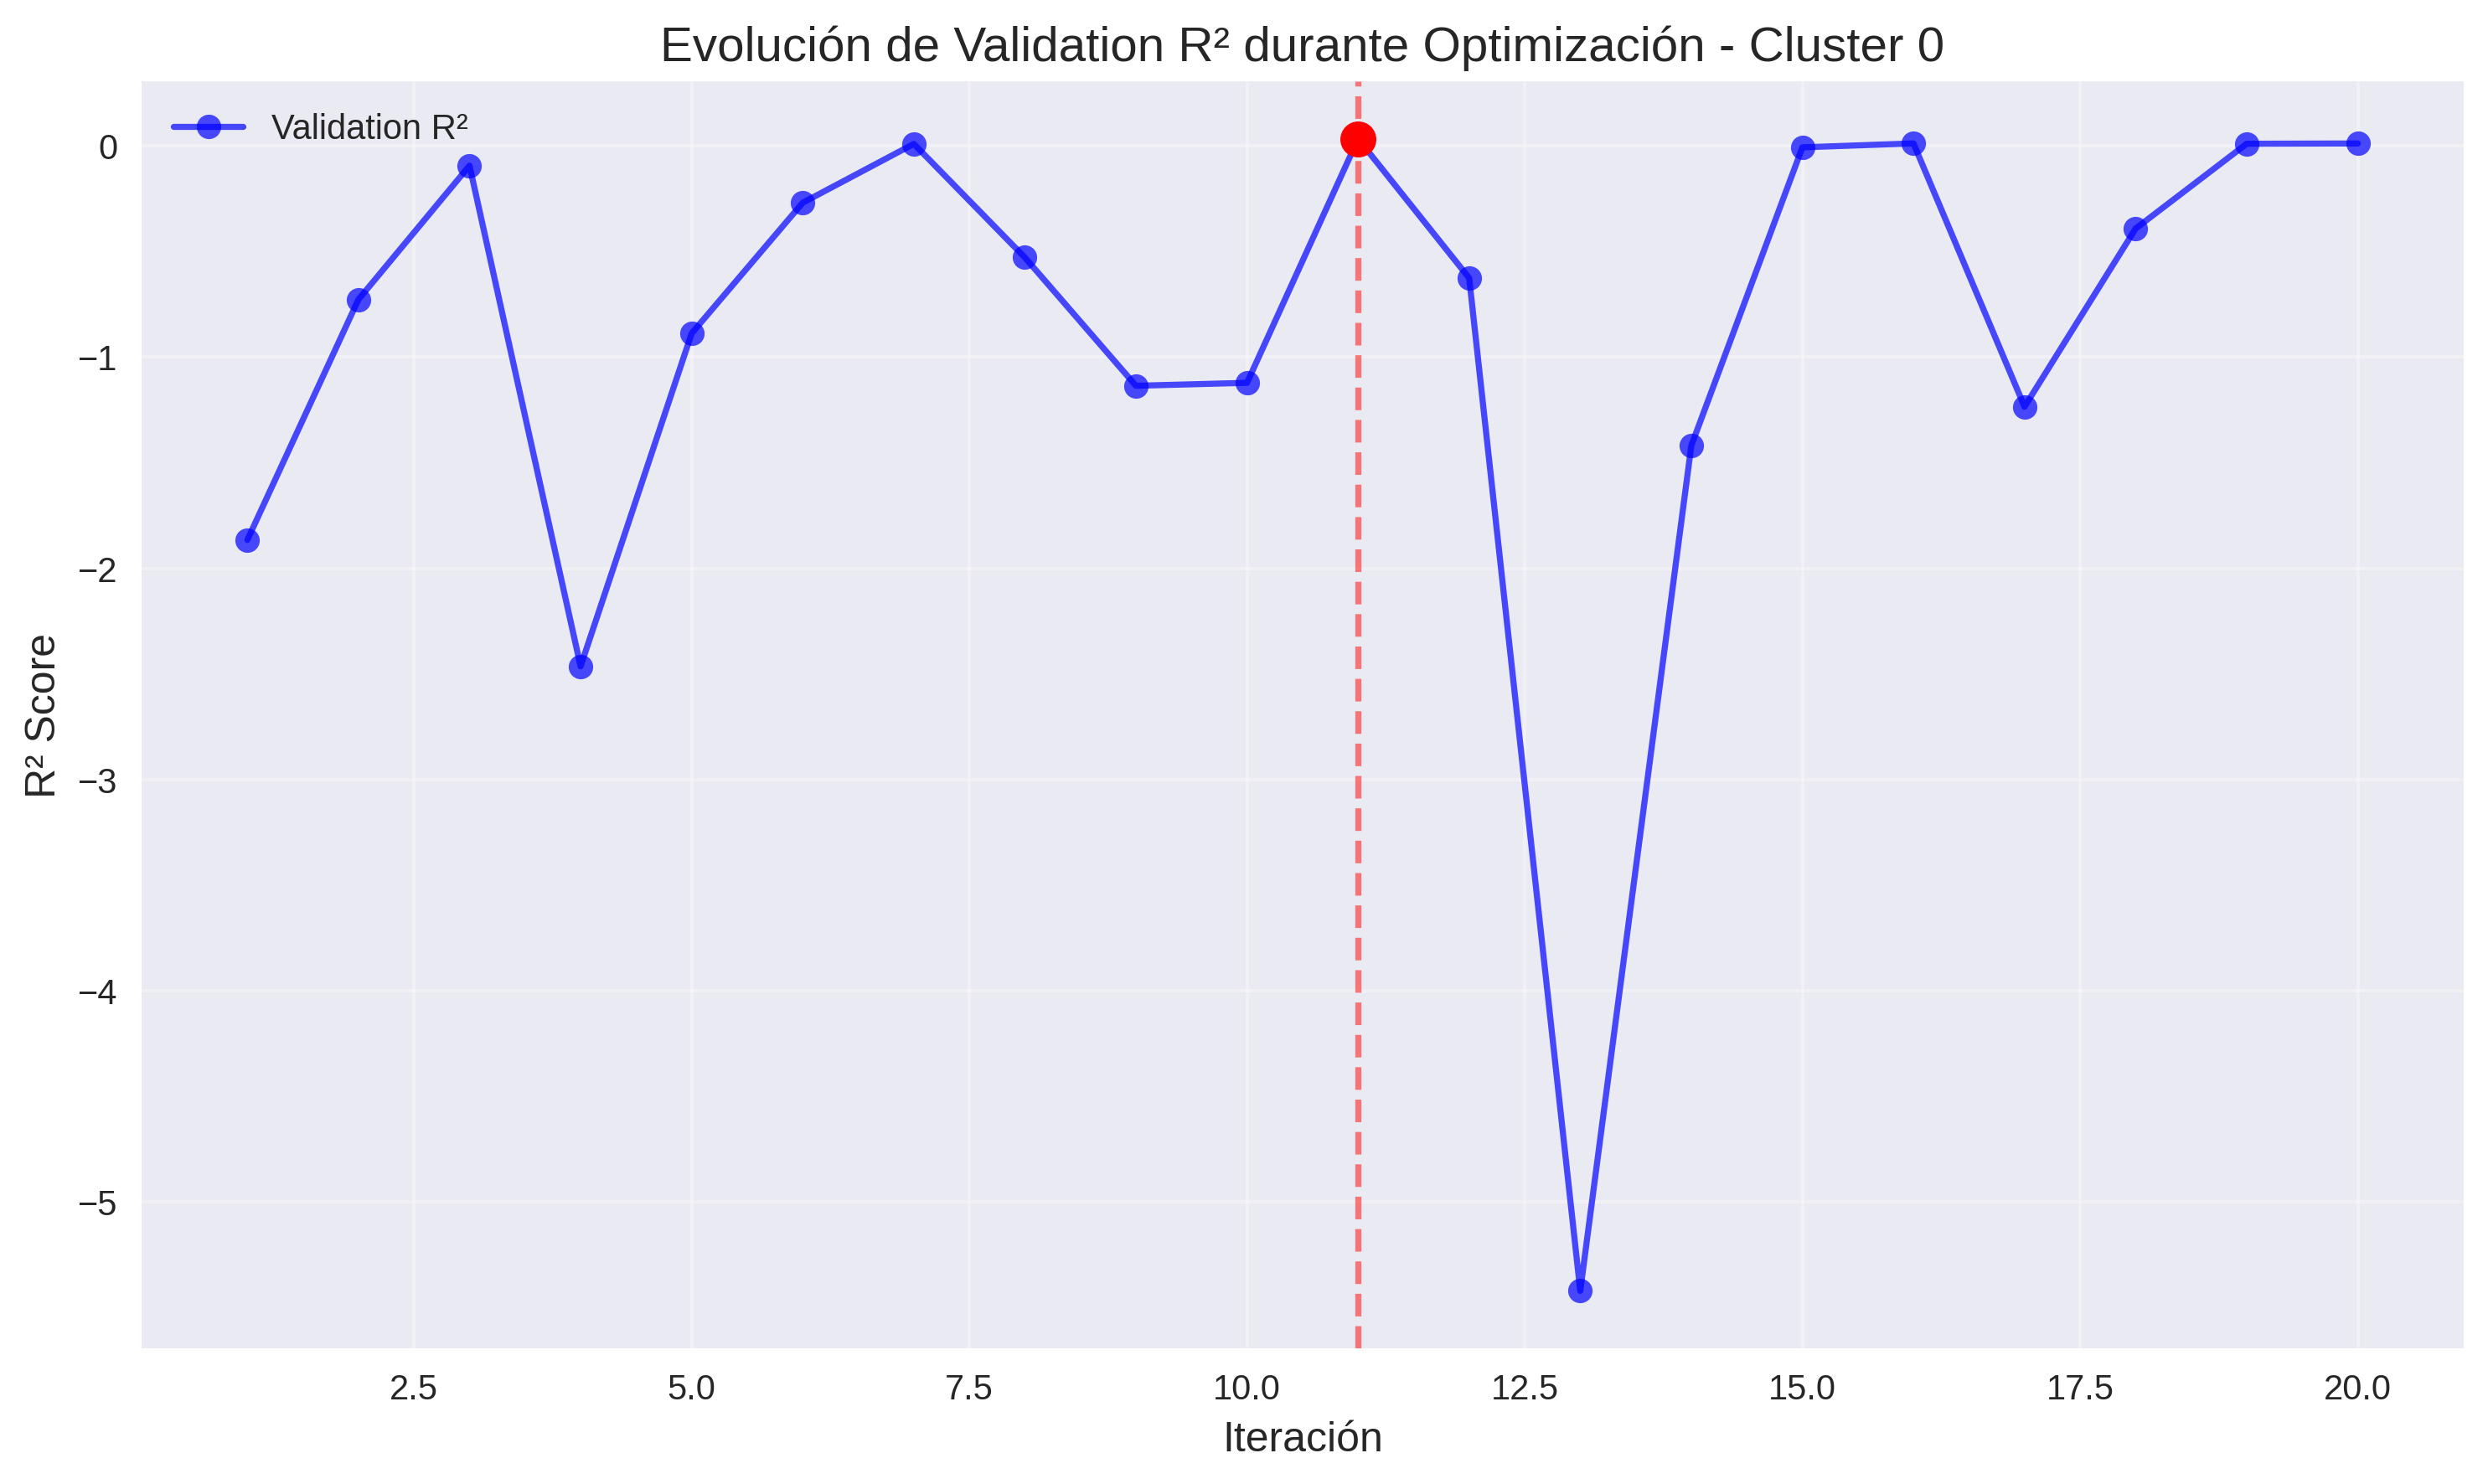 Evolución de Validation R² durante Optimización - Cluster 0
Validation R²
R² Score
0
−1
−2
−3
−4
−5
2.5 5.0 7.5 10.0 12.5 15.0 17.5 20.0
Iteración